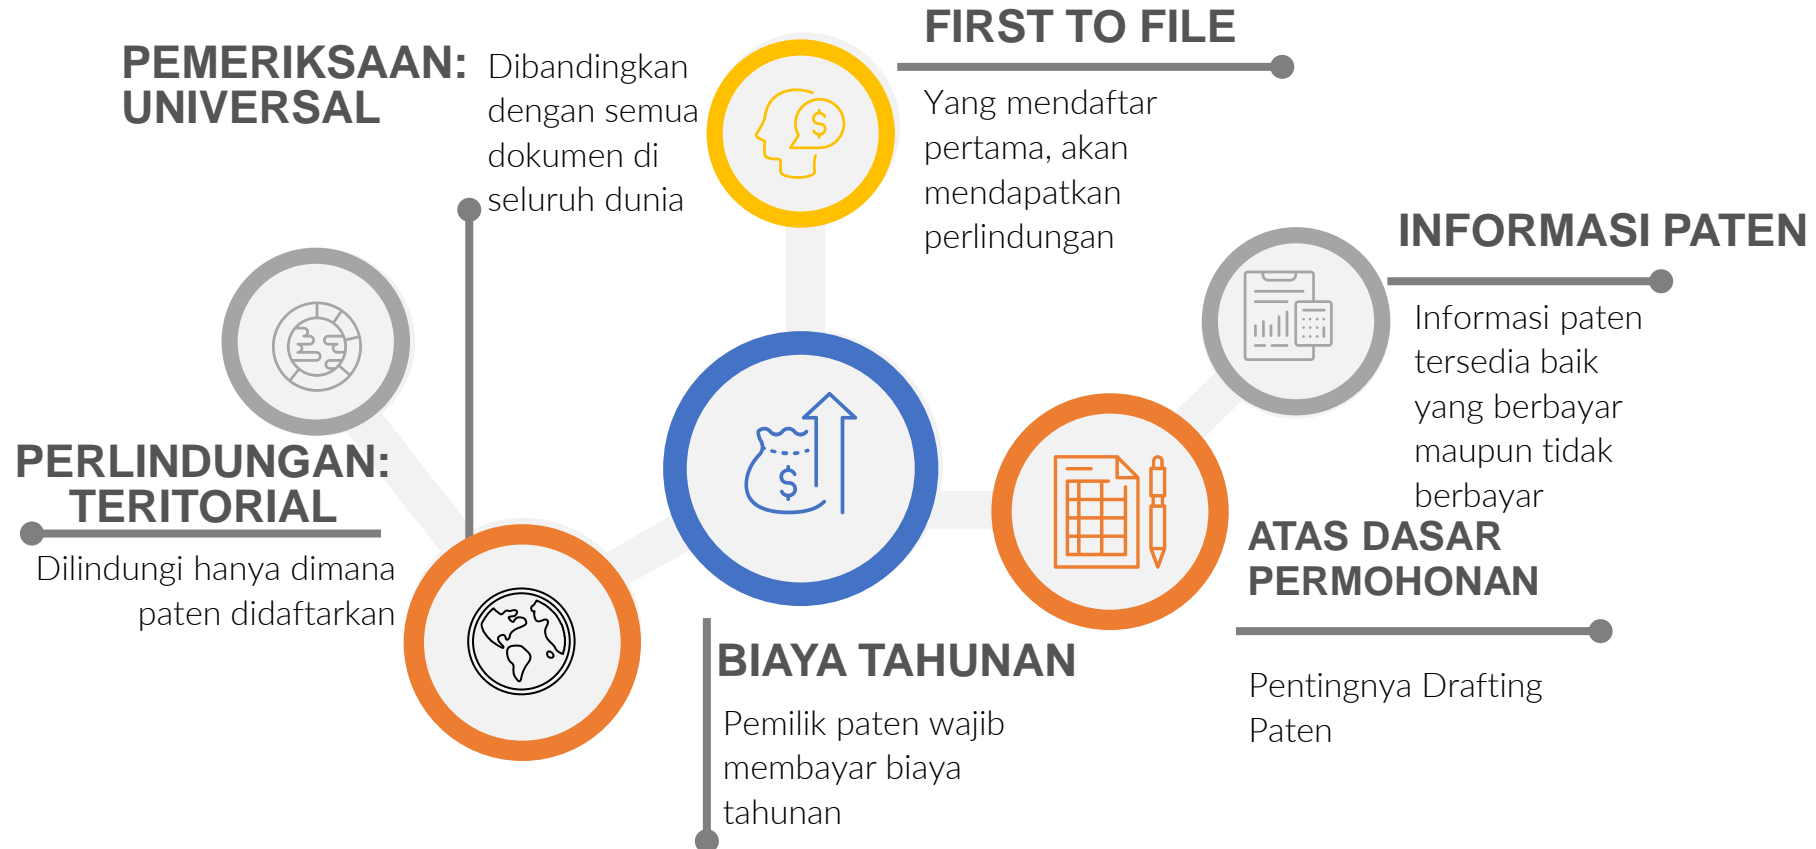 PEMERIKSAAN:
UNIVERSAL
Dibandingkan
dengan semua
dokumen di
seluruh dunia
FIRST TO FILE
Yang mendaftar
pertama, akan
mendapatkan
perlindungan
INFORMASI PATEN
Informasi paten
tersedia baik
yang berbayar
maupun tidak
berbayar
PERLINDUNGAN:
TERITORIAL
Dilindungi hanya dimana
paten didaftarkan
ATAS DASAR
PERMOHONAN
Pentingnya Drafting
Paten
BIAYA TAHUNAN
Pemilik paten wajib
membayar biaya
tahunan
$
$